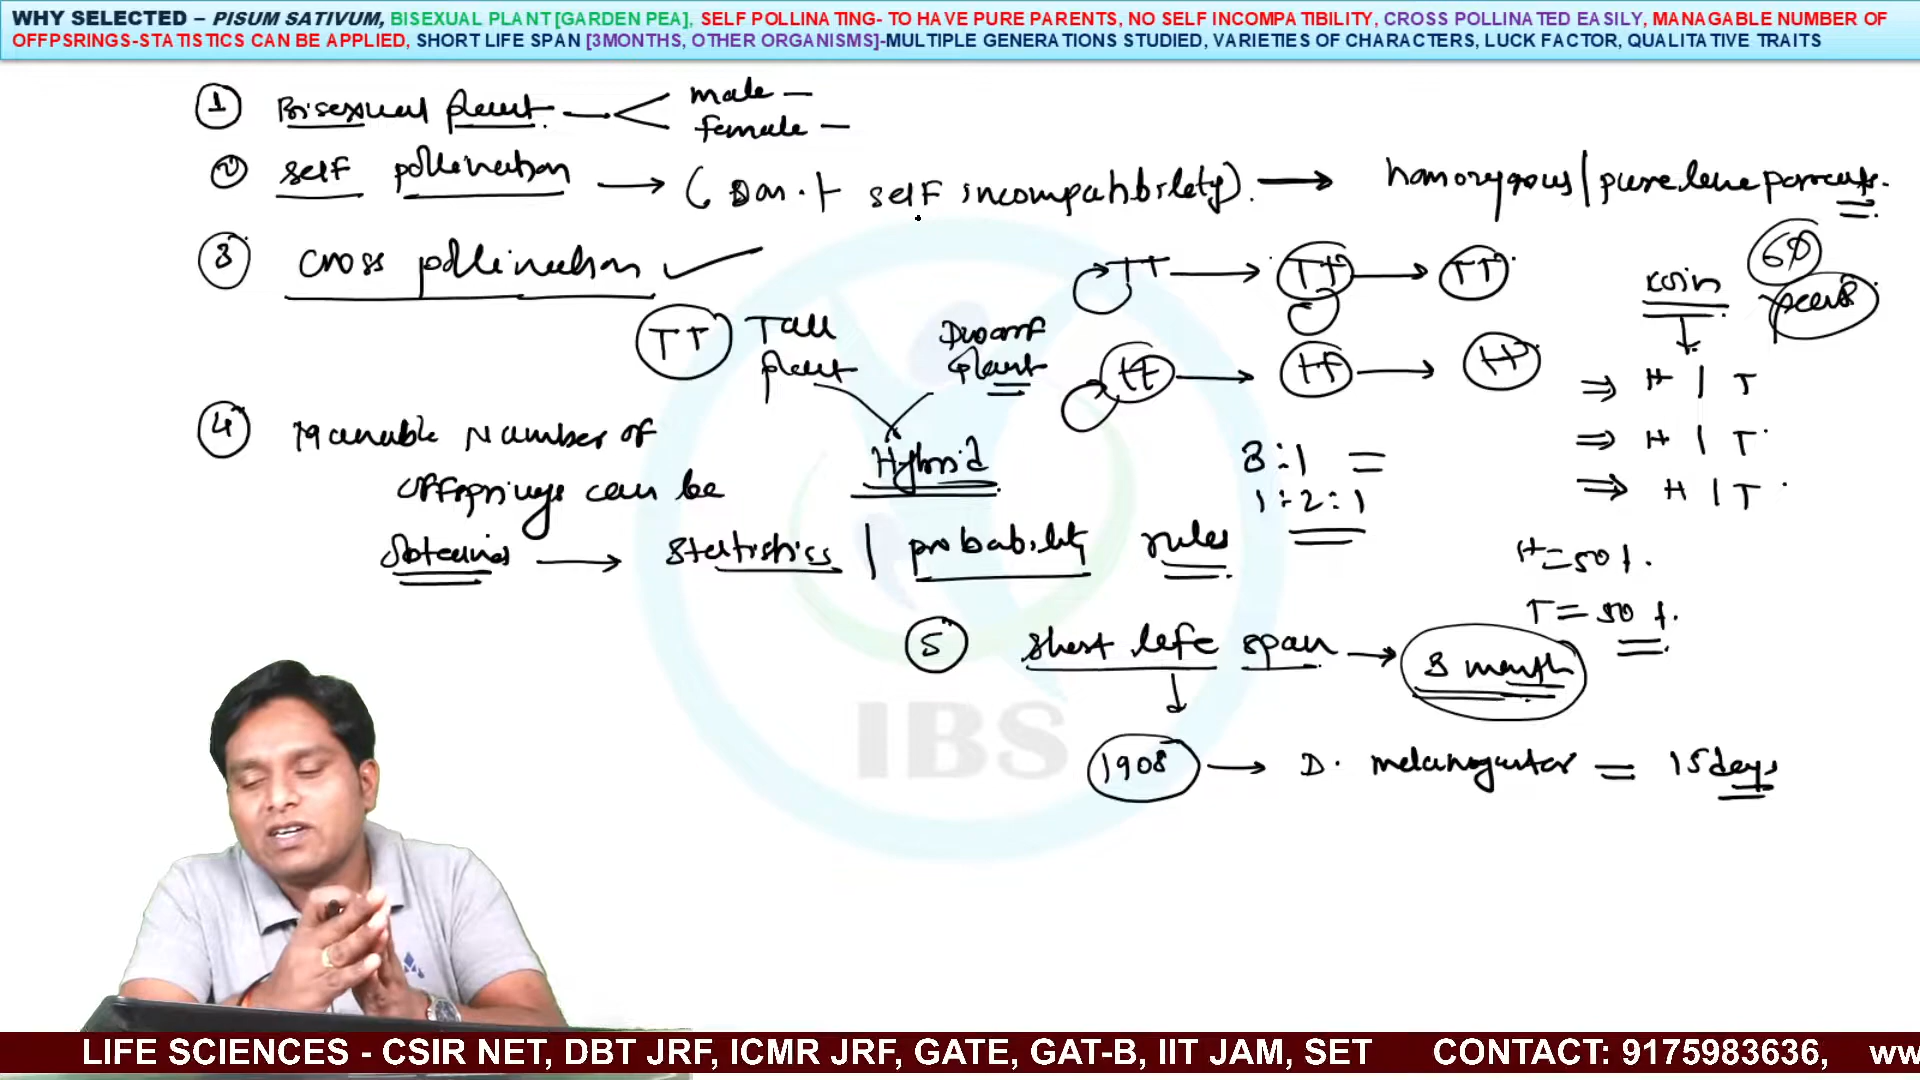 WHY SELECTED – PISUM SATIVUM, BISEXUAL PLANT [GARDEN PEA], SELF POLLINATING- TO HAVE PURE PARENTS, NO SELF INCOMPATIBILITY, CROSS POLLINATED EASILY, MANAGABLE NUMBER OF
OFFPSRINGS-STATISTICS CAN BE APPLIED, SHORT LIFE SPAN [3MONTHS, OTHER ORGANISMS]-MULTIPLE GENERATIONS STUDIED, VARIETIES OF CHARACTERS, LUCK FACTOR, QUALITATIVE TRAITS
1 Bisexual plant male —
female —
2 self pollination → (Don't self incompatibility). → homozygous / pure line parents.
3 Cross pollination
TT → TT → TT
coin
TT Tall plant
Dwarf plant
tt → tt → tt
H | T
H | T
H | T
Hybrid
4 Number of
offsprings can be
→ Statistics | probability rules
3:1 =
1:2:1
H = 50 %.
T = 50 %.
5 short life span → 3 month
1908 → D. melanogaster = 15 days
IBS
LIFE SCIENCES - CSIR NET, DBT JRF, ICMR JRF, GATE, GAT-B, IIT JAM, SET CONTACT: 9175983636, ww